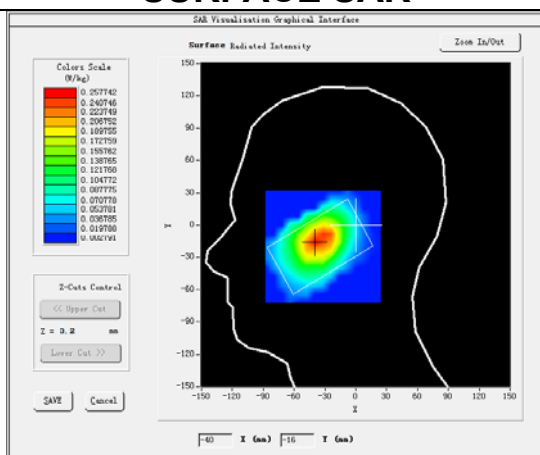 SURFACE SAR
SAR Visualisation Graphical Interface
Surface Radiated Intensity
Zoom In/Out
Colors Scale
(W/kg)
0.257742
0.240746
0.223749
0.206752
0.189755
0.172759
0.155762
0.138765
0.121768
0.104772
0.087775
0.070778
0.053781
0.036785
0.019788
0.002791
Z-Cuts Control
<< Upper Cut
Z = 3.2 mm
Lower Cut >>
SAVE
Cancel
Y
150
120
90
60
30
0
-30
-60
-90
-120
-150
-150 -120 -90 -60 -30 0 30 60 90 120 150
X
-40 X (mm) -16 Y (mm)